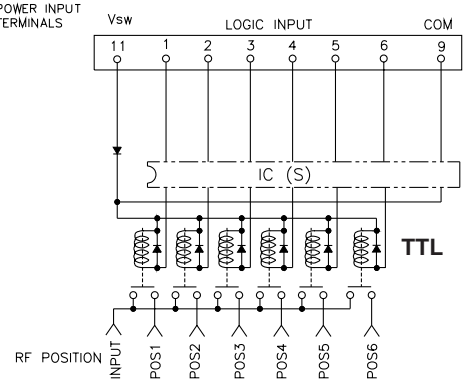 POWER INPUT
TERMINALS
Vsw LOGIC INPUT COM
11 1 2 3 4 5 6 9
IC (S)
TTL
RF POSITION
INPUT
POS1
POS2
POS3
POS4
POS5
POS6